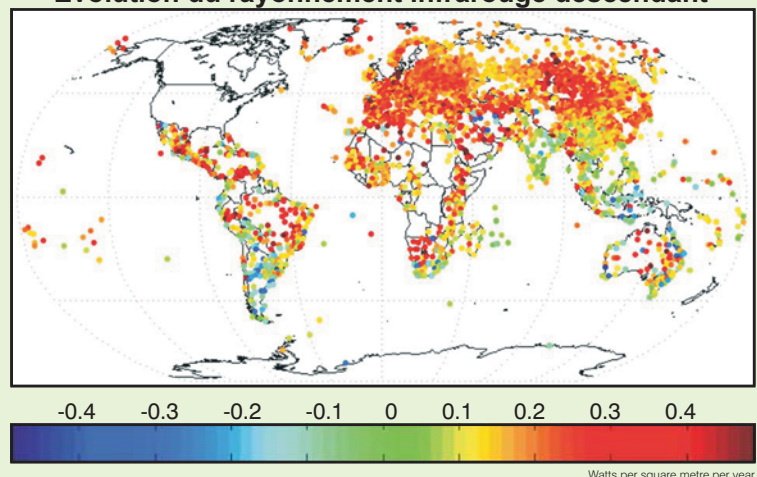 Évolution du rayonnement infrarouge descendant
-0.4 -0.3 -0.2 -0.1 0 0.1 0.2 0.3 0.4
Watts per square metre per year